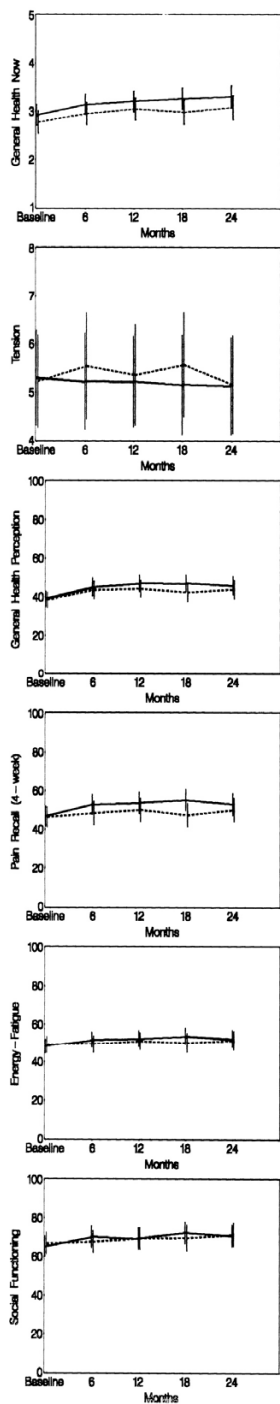 General Health Now
5
4
3
2
1
Baseline 6 12 18 24
Months
Tension
8
7
6
5
4
Baseline 6 12 18 24
Months
General Health Perception
100
80
60
40
20
0
Baseline 6 12 18 24
Months
Pain Recall (4-week)
100
80
60
40
20
0
Baseline 6 12 18 24
Months
Energy-Fatigue
100
80
60
40
20
0
Baseline 6 12 18 24
Months
Social Functioning
100
80
60
40
20
0
Baseline 6 12 18 24
Months